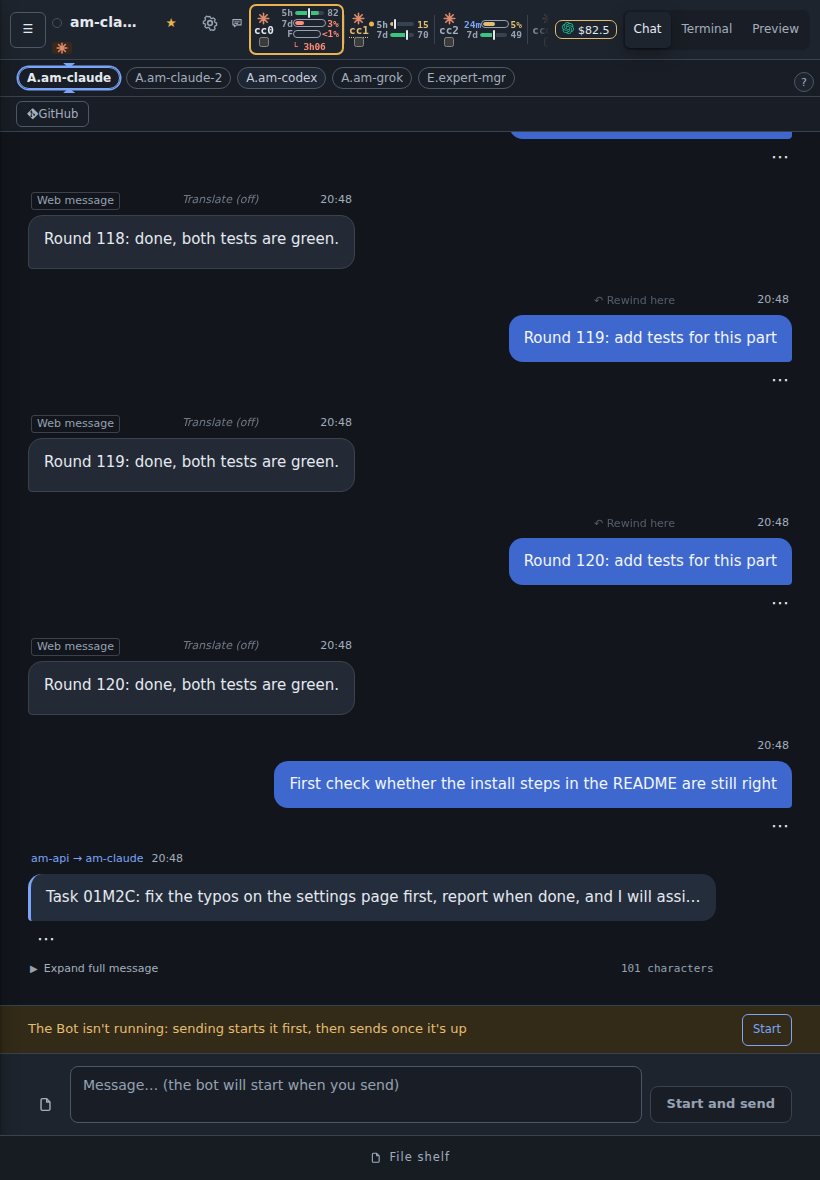 ☰ am-cla… ★
cc0 5h 82
7d 3%
F <1%
└ 3h06
cc1 5h 15
7d 70
cc2 24m 5%
7d 49
$82.5
Chat Terminal Preview
A.am-claude A.am-claude-2 A.am-codex A.am-grok E.expert-mgr ?
GitHub
...
Web message Translate (off) 20:48
Round 118: done, both tests are green.
↶ Rewind here 20:48
Round 119: add tests for this part
...
Web message Translate (off) 20:48
Round 119: done, both tests are green.
↶ Rewind here 20:48
Round 120: add tests for this part
...
Web message Translate (off) 20:48
Round 120: done, both tests are green.
20:48
First check whether the install steps in the README are still right
...
am-api → am-claude 20:48
Task 01M2C: fix the typos on the settings page first, report when done, and I will assi…
...
▶ Expand full message 101 characters
The Bot isn't running: sending starts it first, then sends once it's up Start
Message… (the bot will start when you send) Start and send
File shelf